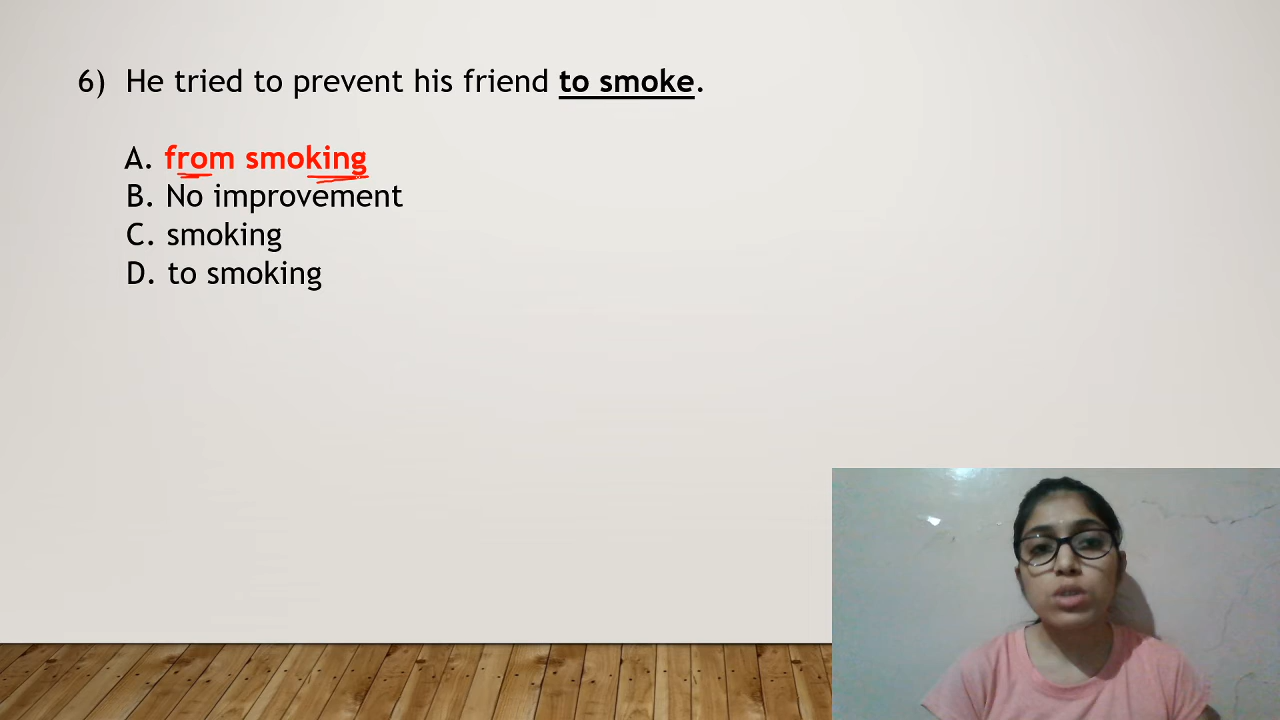 6) He tried to prevent his friend to smoke.
A. from smoking
B. No improvement
C. smoking
D. to smoking